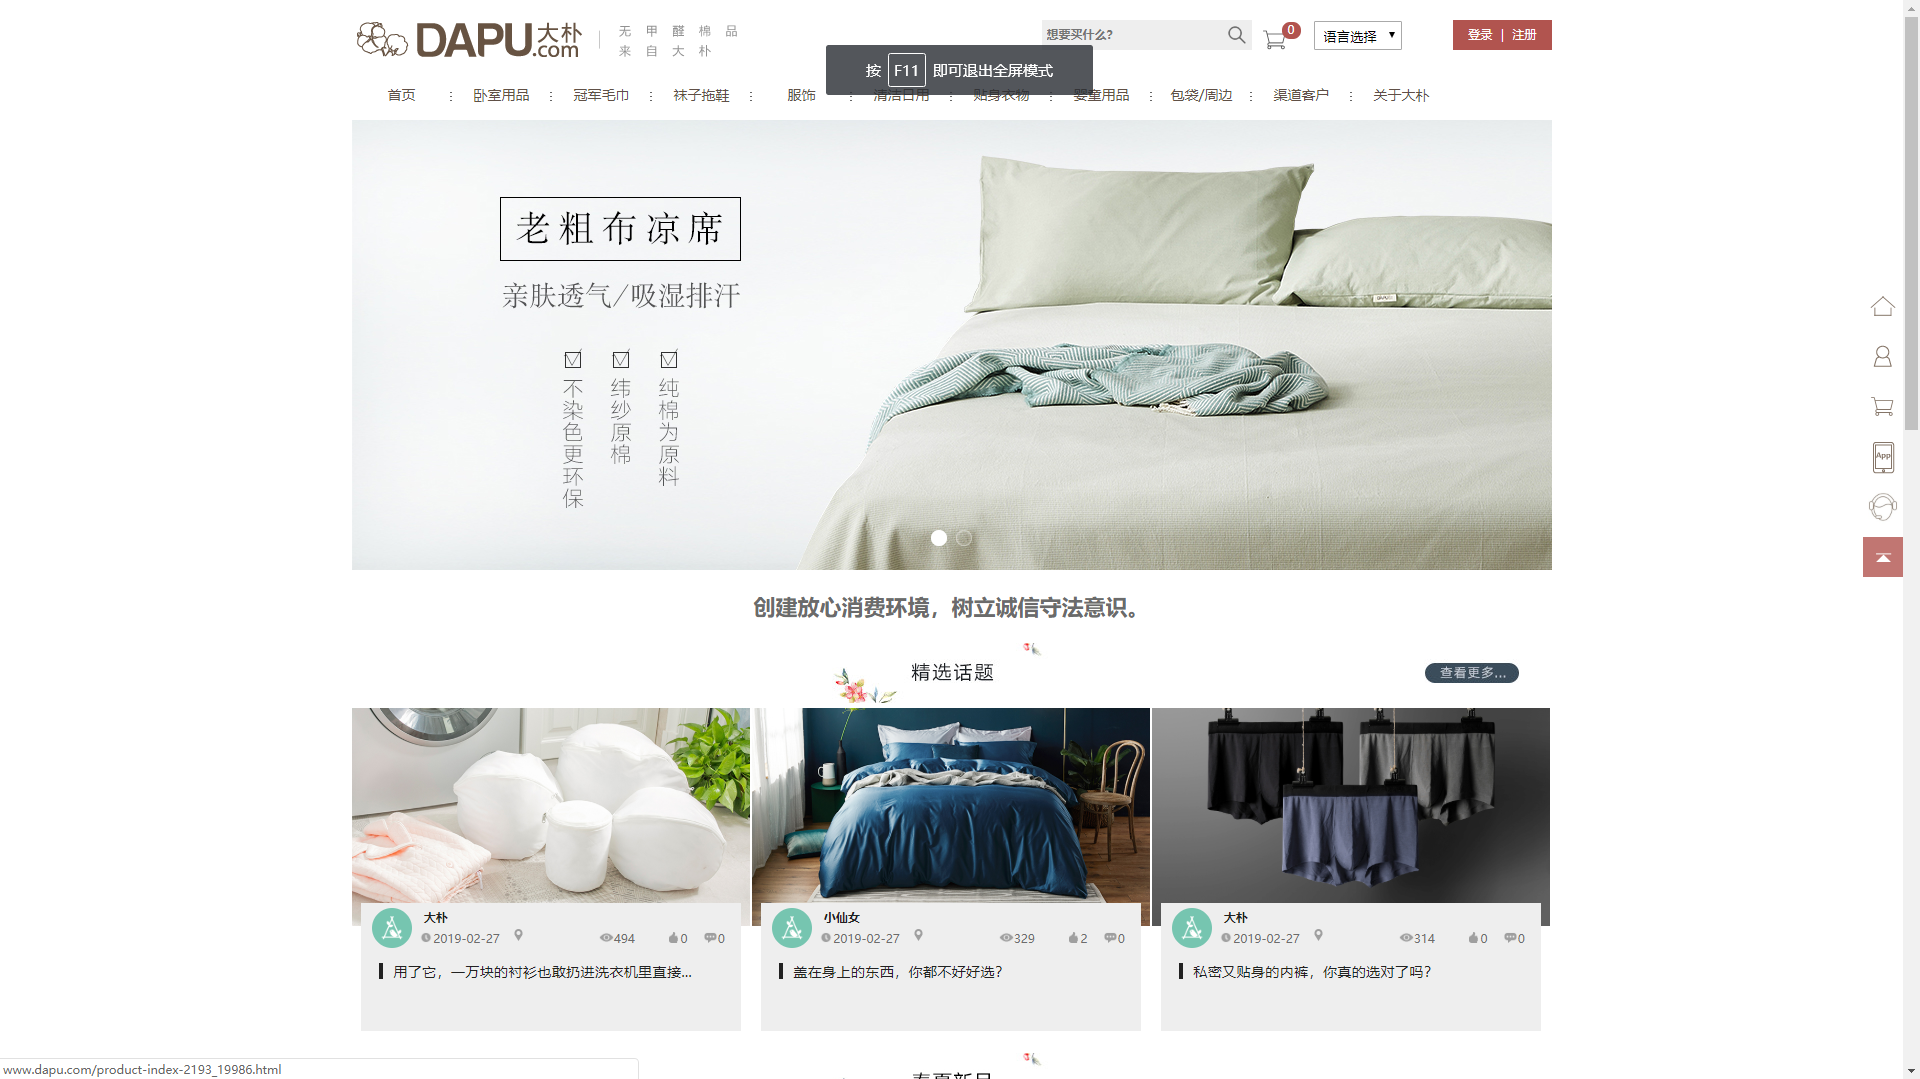 DAPU大朴
.com
无 甲 醛 棉 品
来 自 大 朴
想要买什么?
0
语言选择
登录 | 注册
按 F11 即可退出全屏模式
首页 卧室用品 冠军毛巾 袜子拖鞋 服饰 清洁日用 贴身衣物 婴童用品 包袋/周边 渠道客户 关于大朴
老粗布凉席
亲肤透气/吸湿排汗
不染色更环保
纬纱原棉
纯棉为原料
DAPU
App
创建放心消费环境，树立诚信守法意识。
精选话题
查看更多...
大朴
2019-02-27 494 0 0
用了它，一万块的衬衫也敢扔进洗衣机里直接...
小仙女
2019-02-27 329 2 0
盖在身上的东西，你都不好好选？
大朴
2019-02-27 314 0 0
私密又贴身的内裤，你真的选对了吗？
www.dapu.com/product-index-2193_19986.html
春夏新品